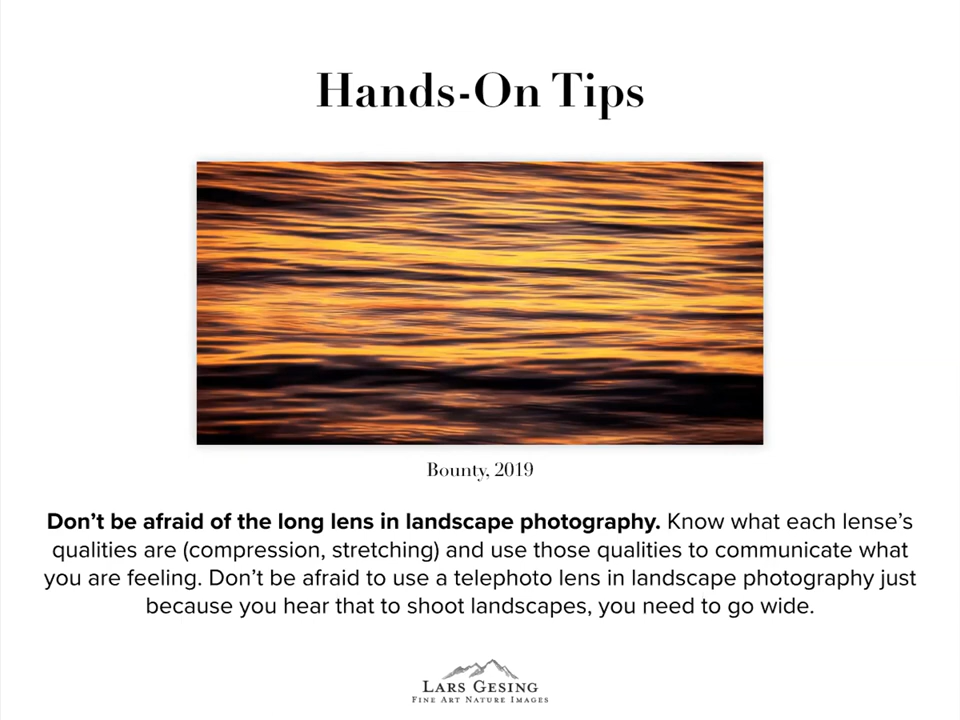 Hands-On Tips
Bounty, 2019
Don’t be afraid of the long lens in landscape photography. Know what each lense’s
qualities are (compression, stretching) and use those qualities to communicate what
you are feeling. Don’t be afraid to use a telephoto lens in landscape photography just
because you hear that to shoot landscapes, you need to go wide.
LARS GESING
FINE ART NATURE IMAGES